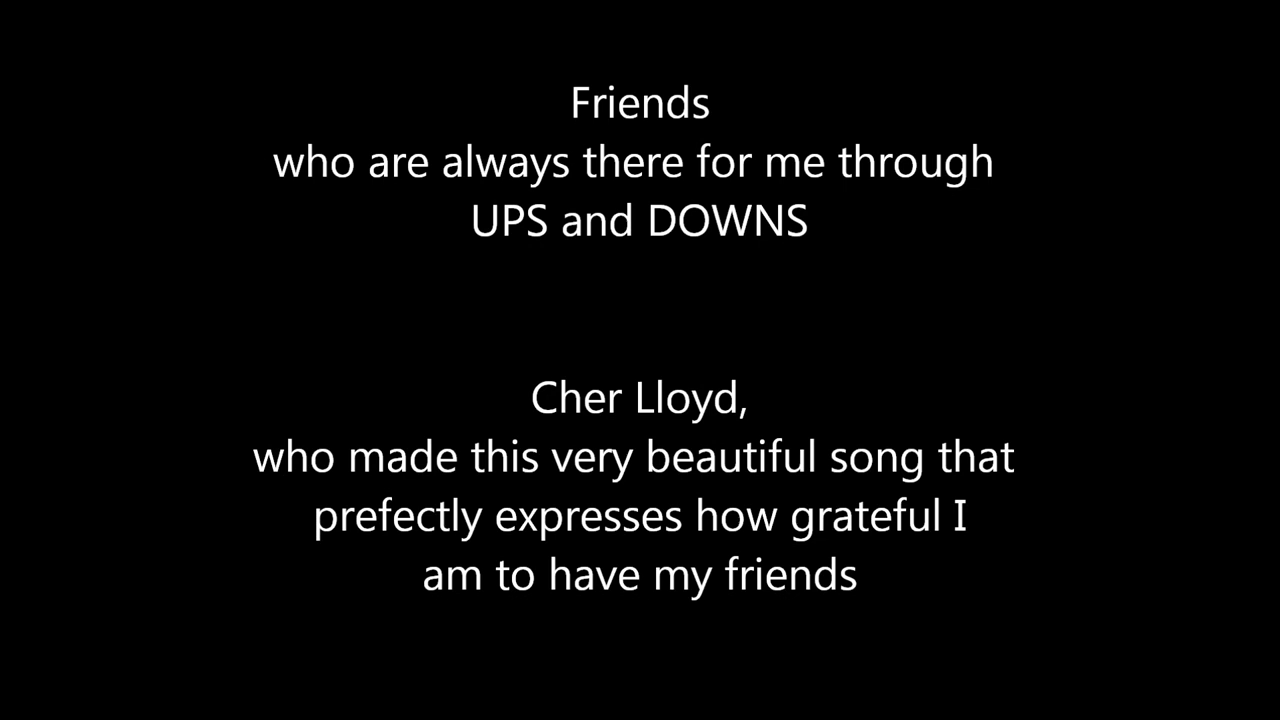 Friends
who are always there for me through
UPS and DOWNS
Cher Lloyd,
who made this very beautiful song that
prefectly expresses how grateful I
am to have my friends